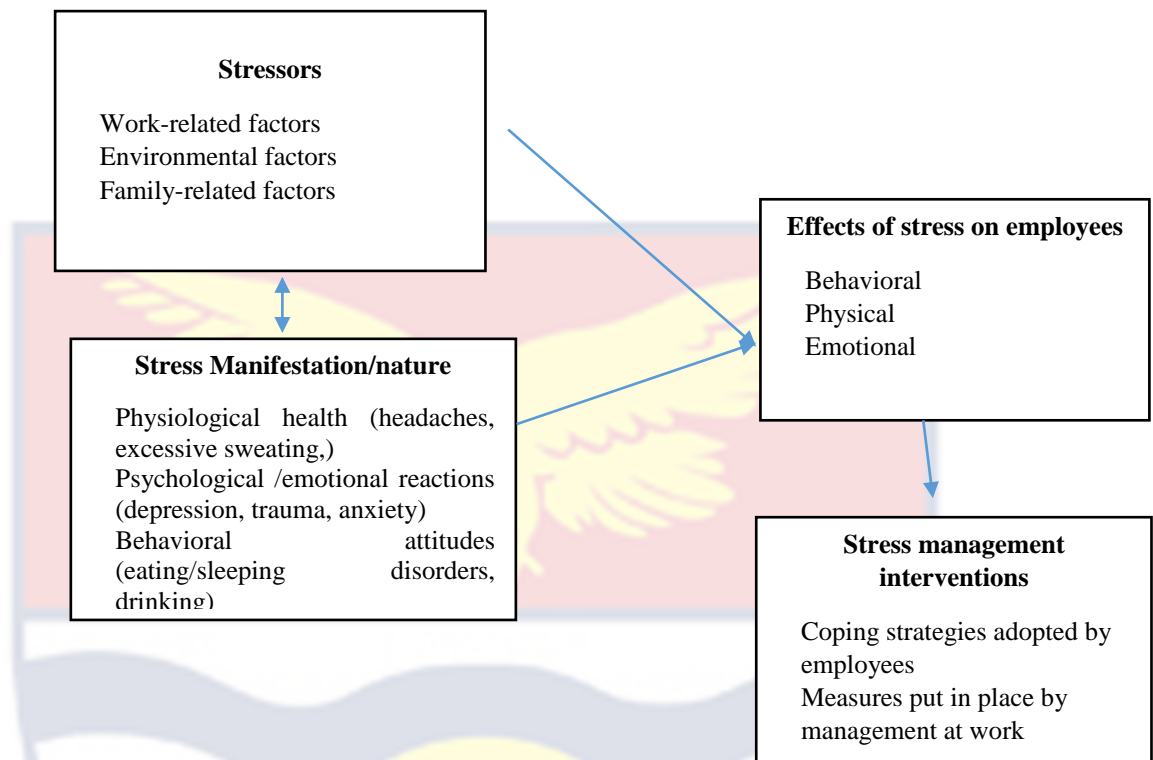 Stressors
Work-related factors
Environmental factors
Family-related factors
Stress Manifestation/nature
Physiological health (headaches,
excessive sweating,)
Psychological /emotional reactions
(depression, trauma, anxiety)
Behavioral attitudes
(eating/sleeping disorders,
drinking)
Effects of stress on employees
Behavioral
Physical
Emotional
Stress management
interventions
Coping strategies adopted by
employees
Measures put in place by
management at work